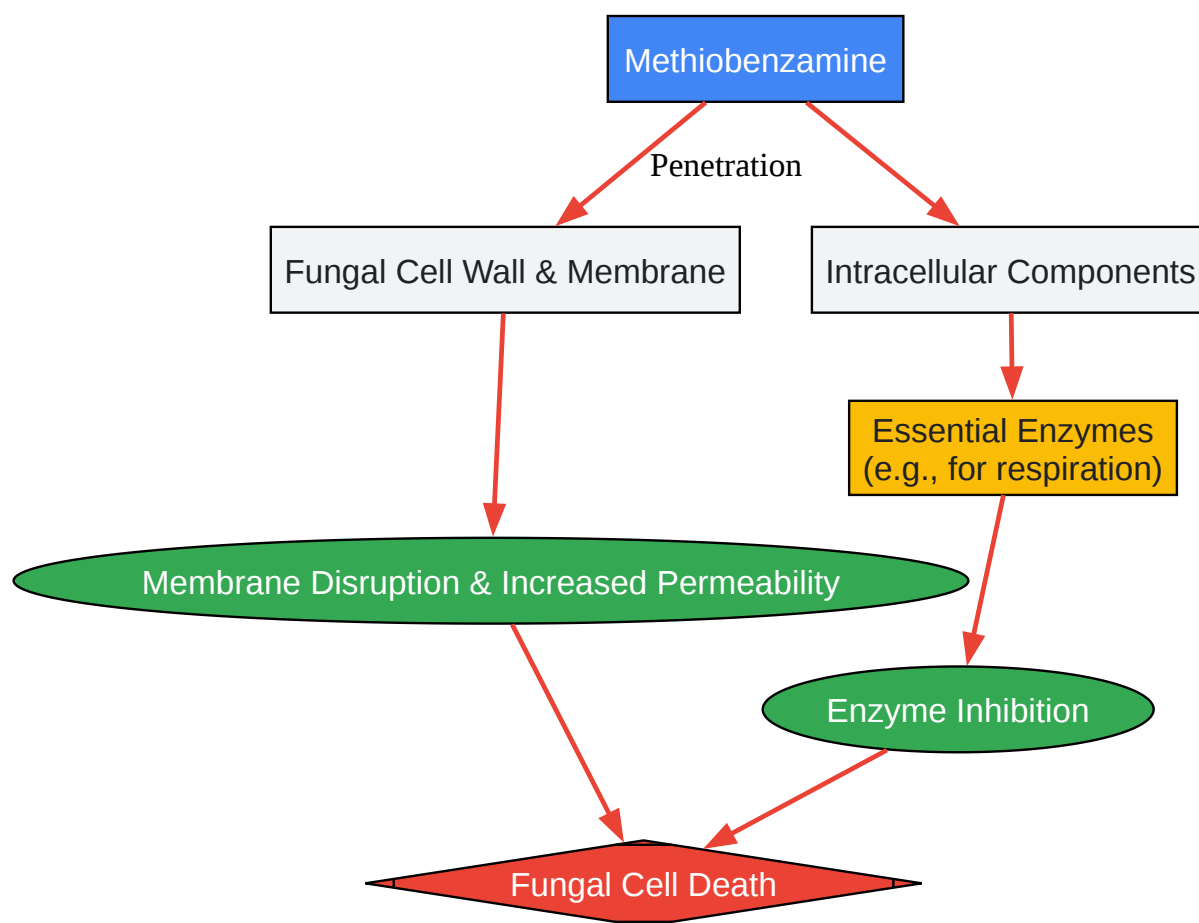 Methiobenzamine
Penetration
Fungal Cell Wall & Membrane
Intracellular Components
Essential Enzymes
(e.g., for respiration)
Membrane Disruption & Increased Permeability
Enzyme Inhibition
Fungal Cell Death